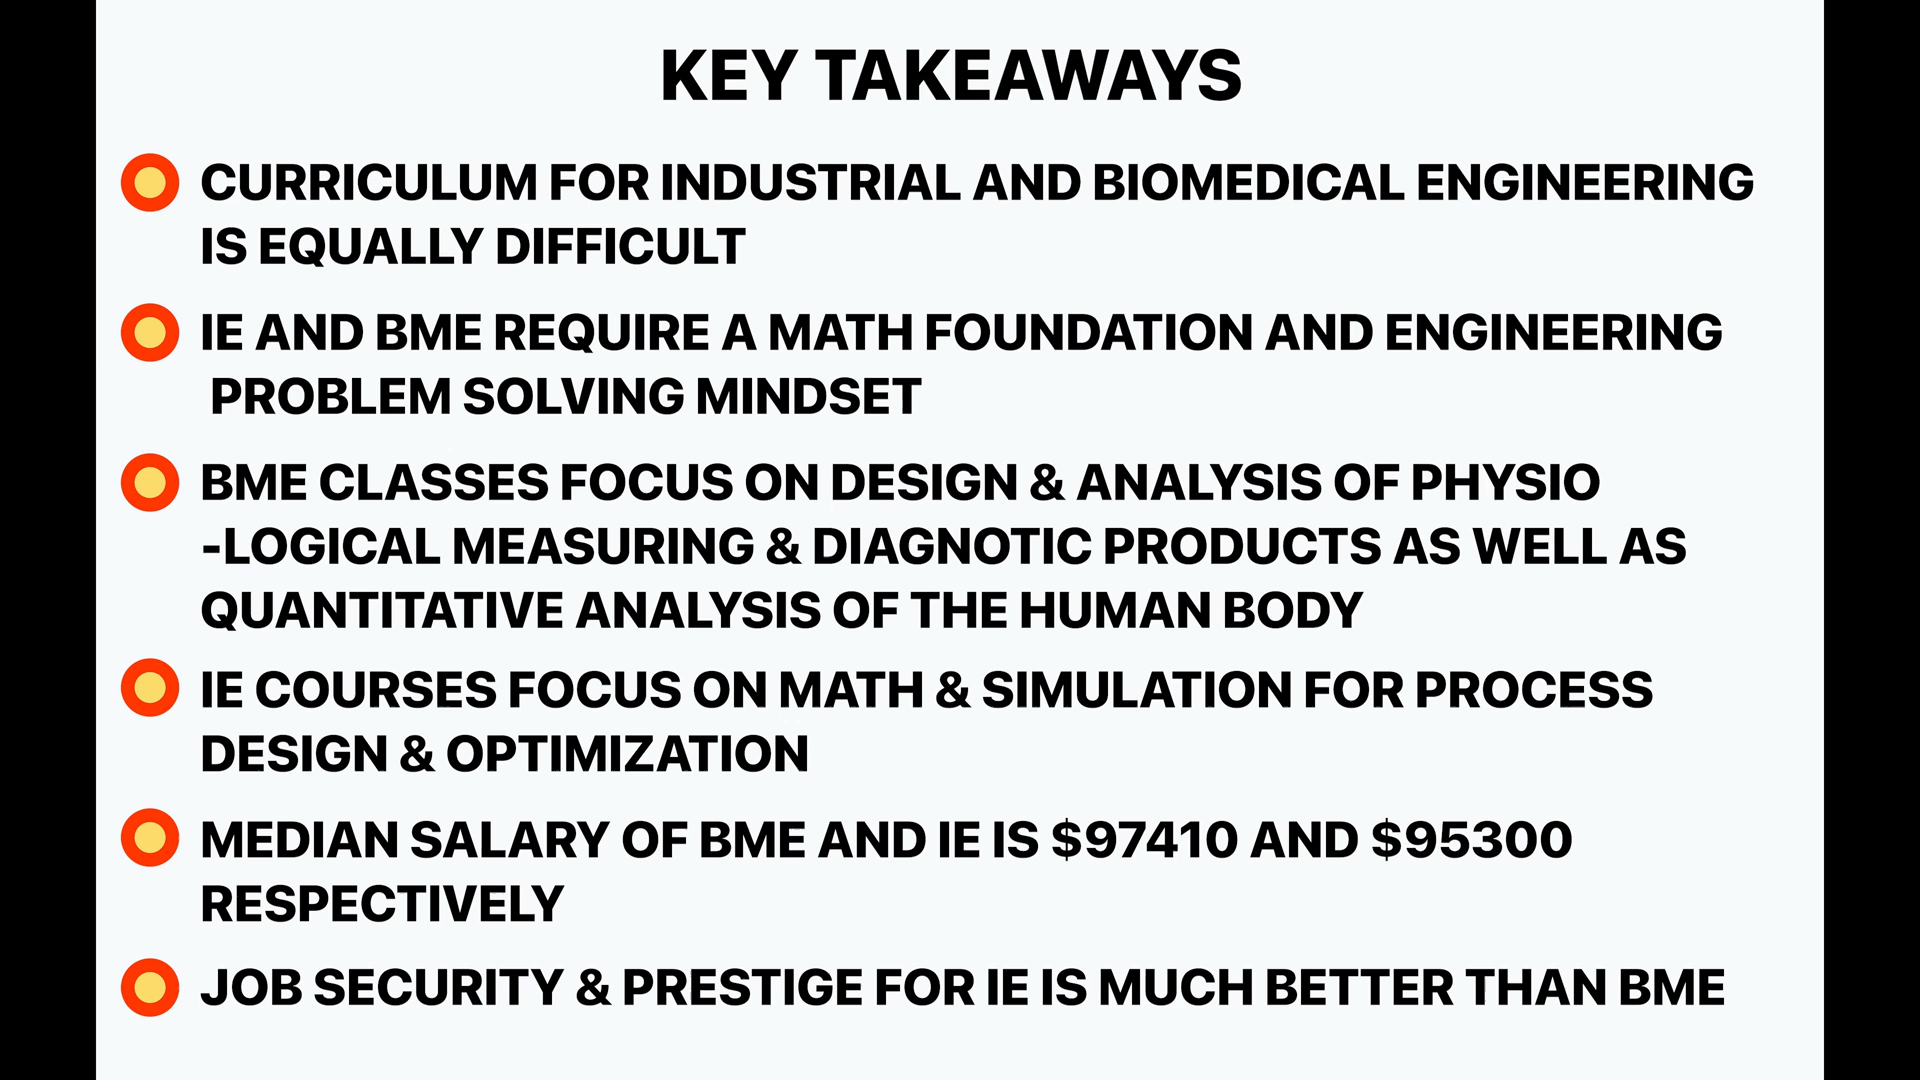 KEY TAKEAWAYS
CURRICULUM FOR INDUSTRIAL AND BIOMEDICAL ENGINEERING
IS EQUALLY DIFFICULT
IE AND BME REQUIRE A MATH FOUNDATION AND ENGINEERING
PROBLEM SOLVING MINDSET
BME CLASSES FOCUS ON DESIGN & ANALYSIS OF PHYSIO
-LOGICAL MEASURING & DIAGNOTIC PRODUCTS AS WELL AS
QUANTITATIVE ANALYSIS OF THE HUMAN BODY
IE COURSES FOCUS ON MATH & SIMULATION FOR PROCESS
DESIGN & OPTIMIZATION
MEDIAN SALARY OF BME AND IE IS $97410 AND $95300
RESPECTIVELY
JOB SECURITY & PRESTIGE FOR IE IS MUCH BETTER THAN BME